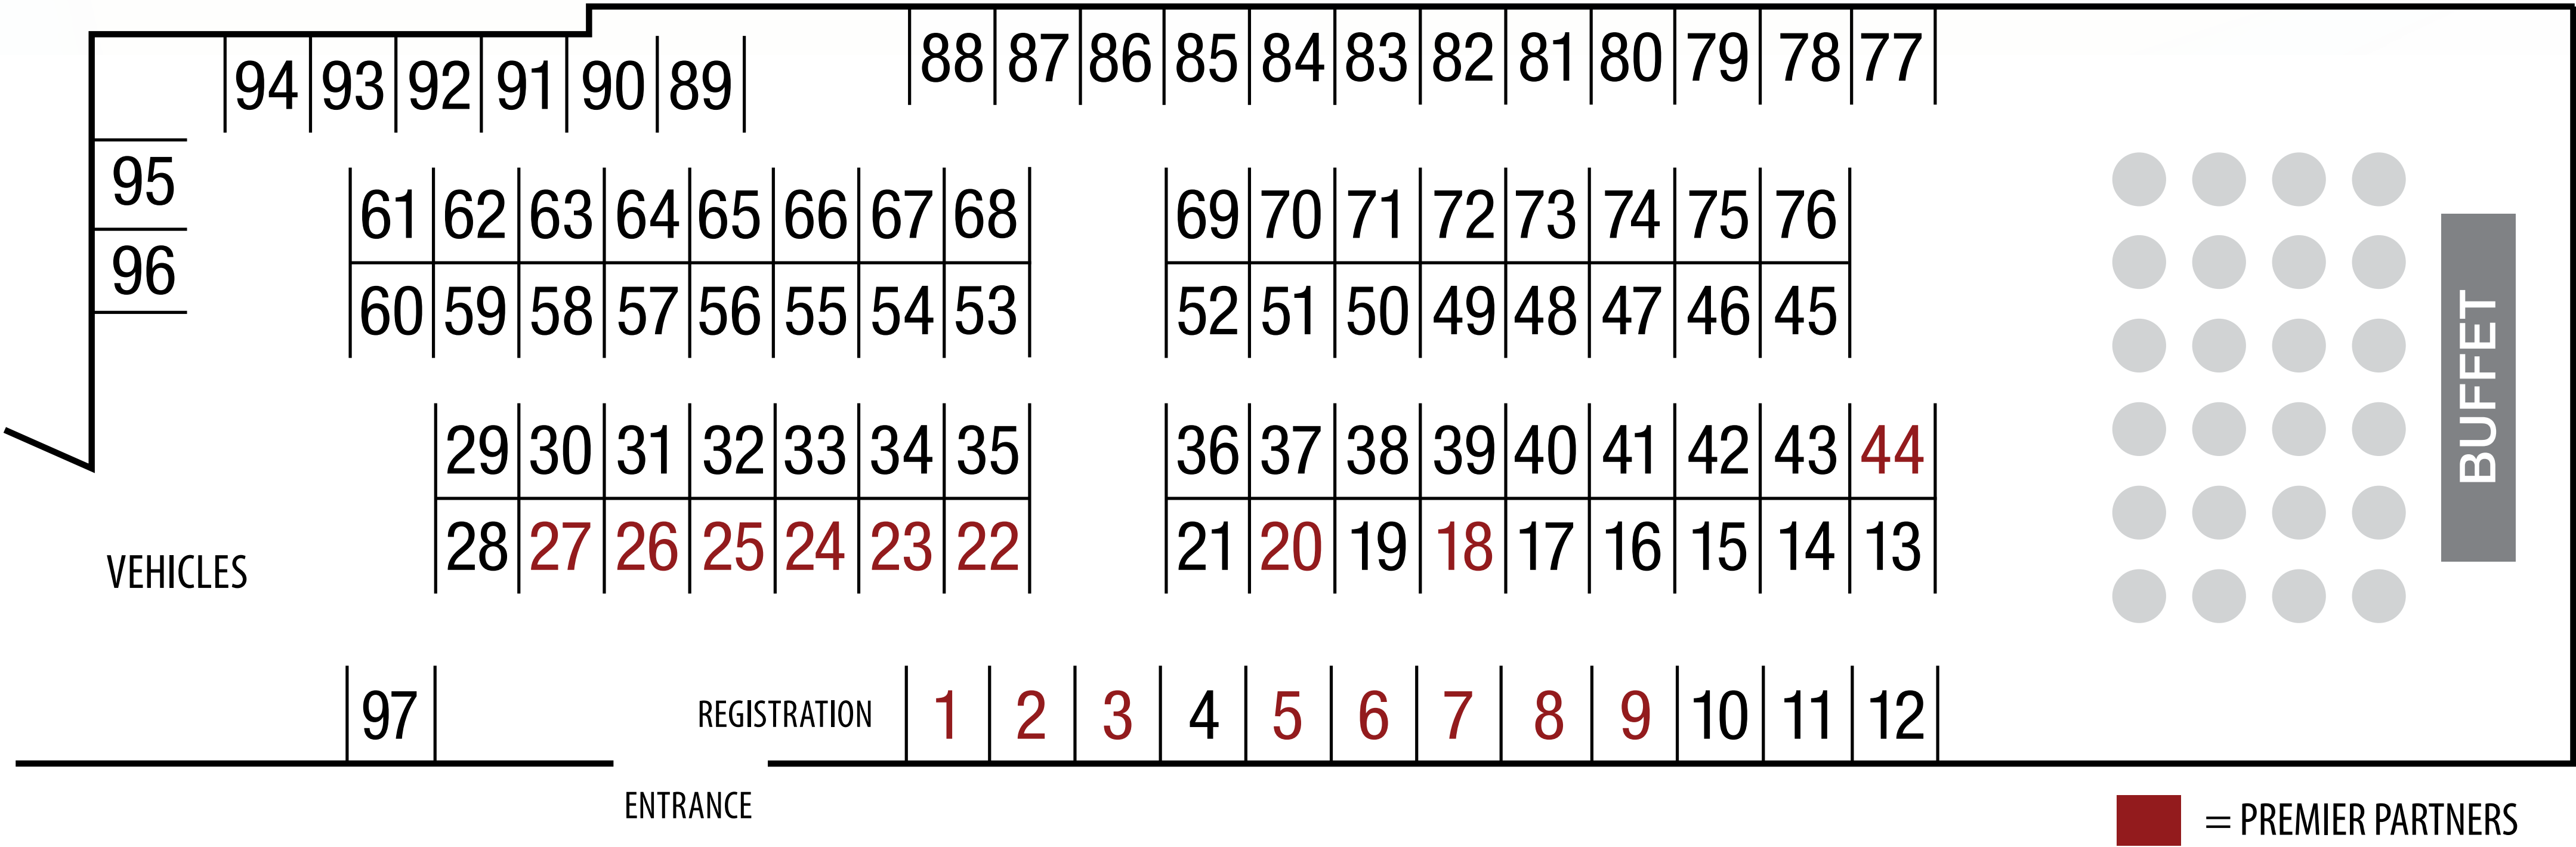 88 87 86 85 84 83 82 81 80 79 78 77
94 93 92 91 90 89
95
61 62 63 64 65 66 67 68 69 70 71 72 73 74 75 76
96
60 59 58 57 56 55 54 53 52 51 50 49 48 47 46 45
BUFFET
29 30 31 32 33 34 35 36 37 38 39 40 41 42 43 44
28 27 26 25 24 23 22 21 20 19 18 17 16 15 14 13
VEHICLES
97 REGISTRATION 1 2 3 4 5 6 7 8 9 10 11 12
ENTRANCE
= PREMIER PARTNERS